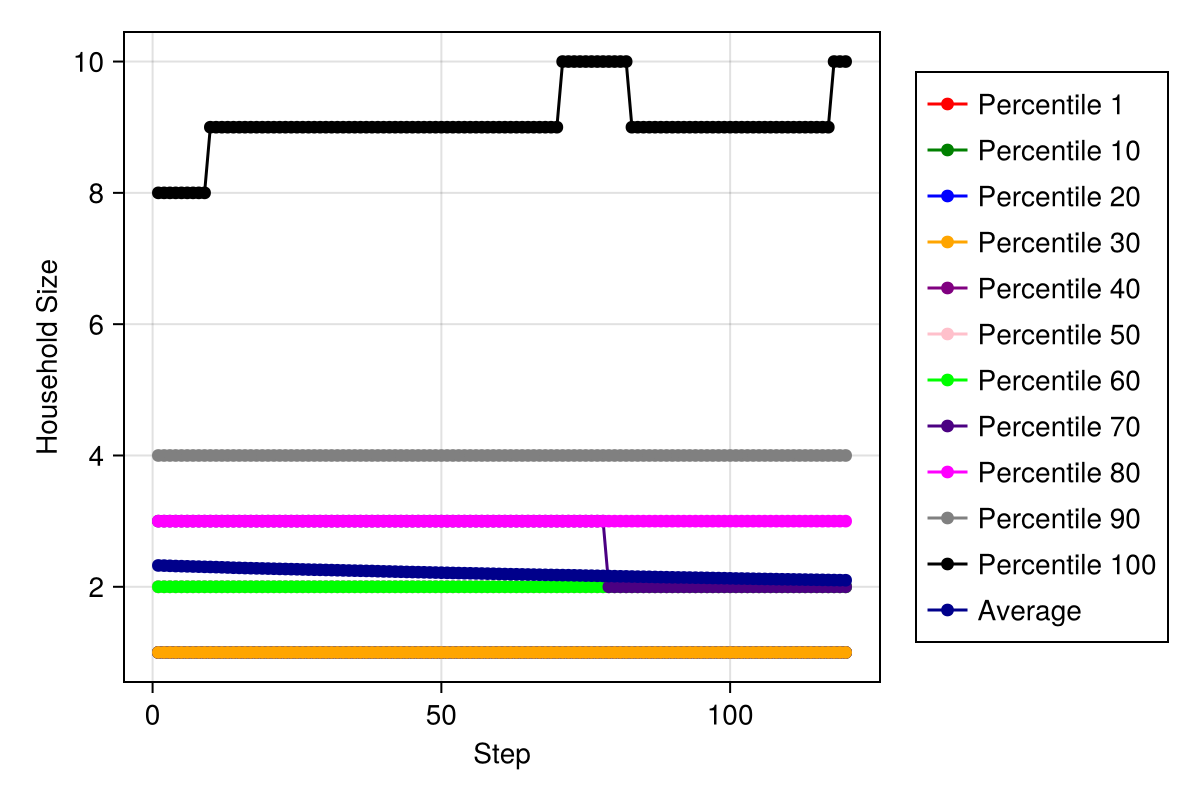 10
8
6
4
2
Household Size
0
50
100
Step
Percentile 1
Percentile 10
Percentile 20
Percentile 30
Percentile 40
Percentile 50
Percentile 60
Percentile 70
Percentile 80
Percentile 90
Percentile 100
Average